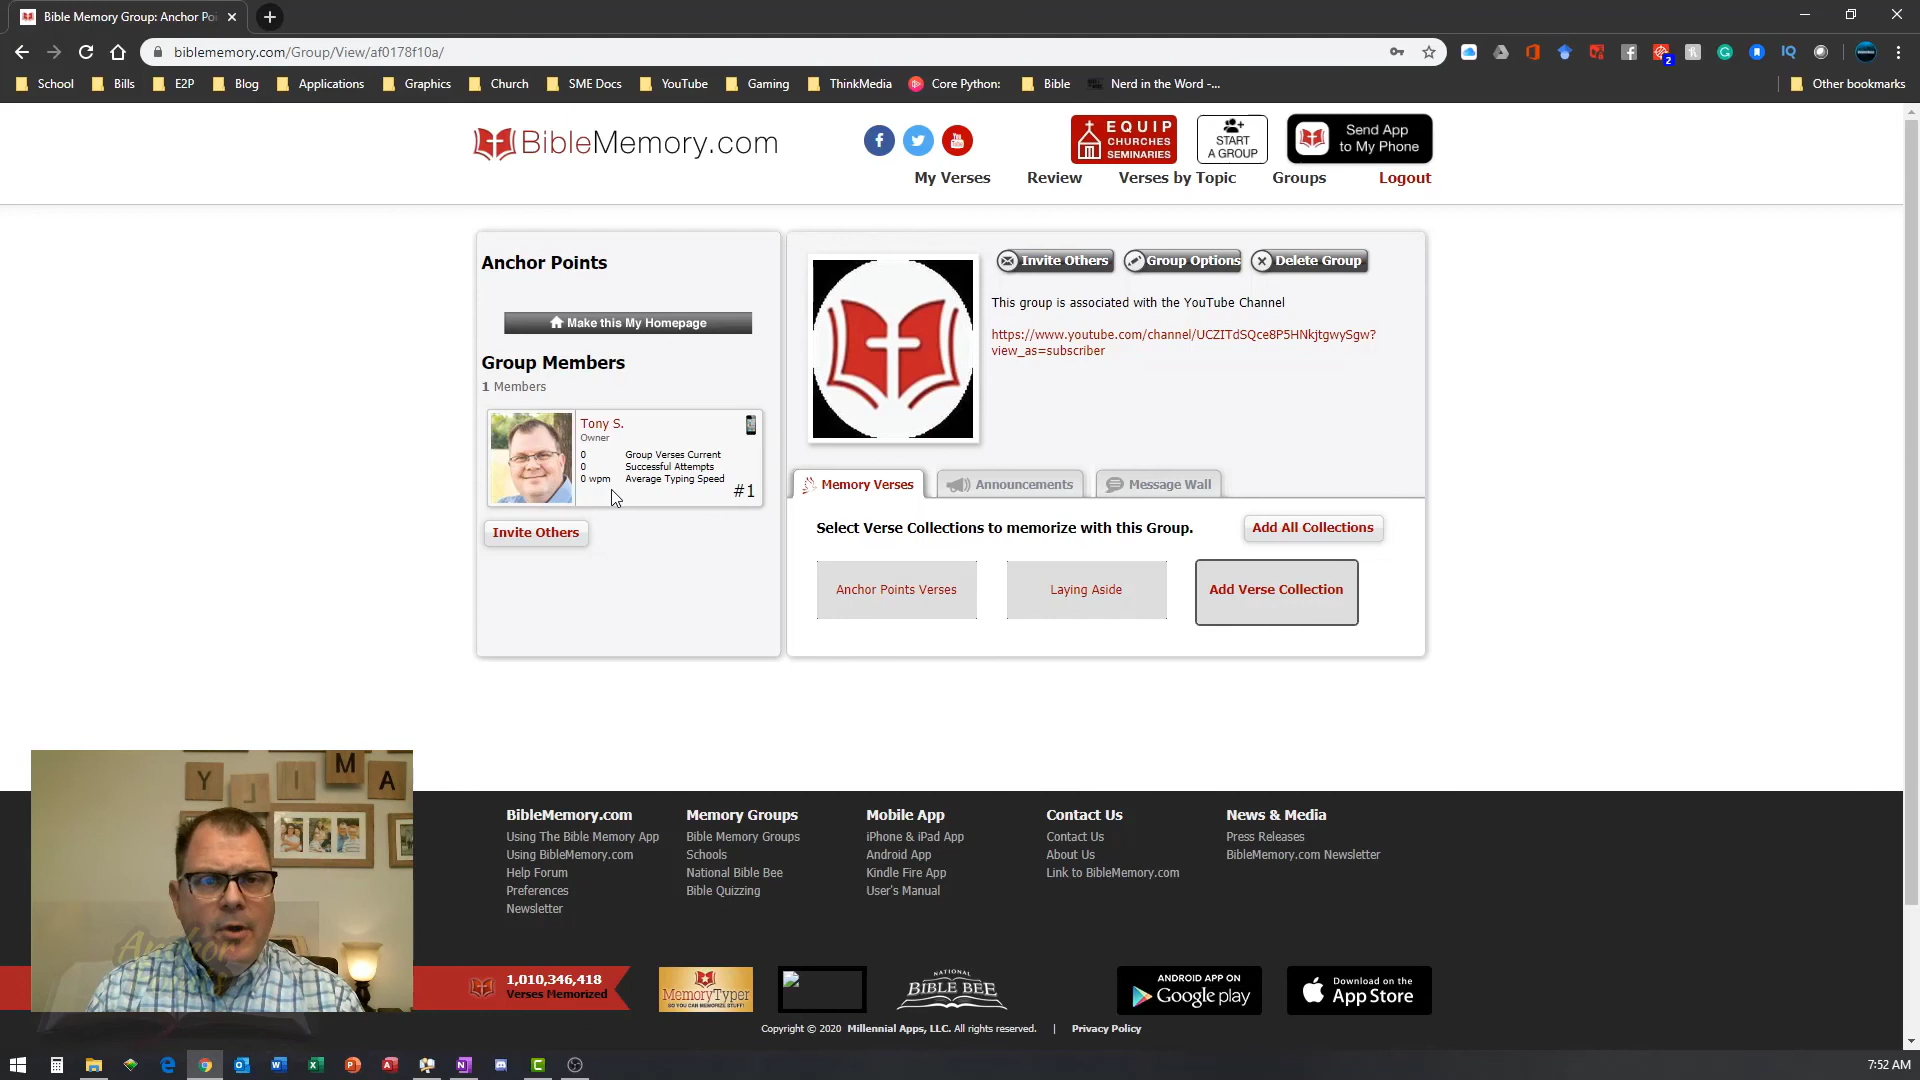 Bible Memory Group: Anchor Poi
biblememory.com/Group/View/af0178f10a/
2
School
Bills
E2P
Blog
Applications
Graphics
Church
SME Docs
YouTube
Gaming
ThinkMedia
Core Python:
Bible
Nerd in the Word -...
Other bookmarks
BibleMemory.com
EQUIP
CHURCHES
SEMINARIES
START
A GROUP
Send App
to My Phone
My Verses
Review
Verses by Topic
Groups
Logout
Anchor Points
Make this My Homepage
Group Members
1 Members
Tony S.
Owner
0 Group Verses Current
0 Successful Attempts
0 wpm Average Typing Speed
#1
Invite Others
Invite Others
Group Options
Delete Group
This group is associated with the YouTube Channel
https://www.youtube.com/channel/UCZITdSQce8P5HNkjtgwySgw?
view_as=subscriber
Memory Verses
Announcements
Message Wall
Select Verse Collections to memorize with this Group.
Add All Collections
Anchor Points Verses
Laying Aside
Add Verse Collection
Y
I
M
A
Anchor
BibleMemory.com
Using The Bible Memory App
Using BibleMemory.com
Help Forum
Preferences
Newsletter
Memory Groups
Bible Memory Groups
Schools
National Bible Bee
Bible Quizzing
Mobile App
iPhone & iPad App
Android App
Kindle Fire App
User's Manual
Contact Us
Contact Us
About Us
Link to BibleMemory.com
News & Media
Press Releases
BibleMemory.com Newsletter
1,010,346,418
Verses Memorized
MemoryTyper
SO YOU CAN MEMORIZE STUFF!
NATIONAL
BIBLE BEE
ANDROID APP ON
Google play
Download on the
App Store
Copyright © 2020 Millennial Apps, LLC. All rights reserved. | Privacy Policy
7:52 AM